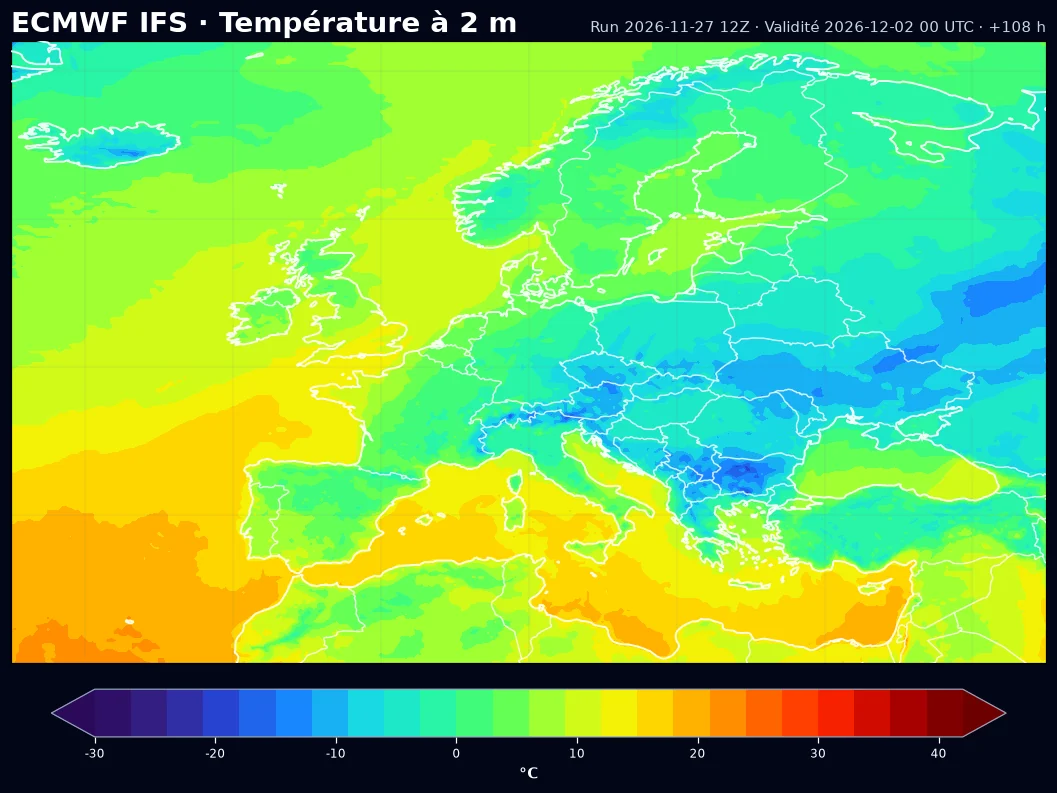 ECMWF IFS · Température à 2 m
Run 2026-11-27 12Z · Validité 2026-12-02 00 UTC · +108 h
-30 -20 -10 0 10 20 30 40
°C